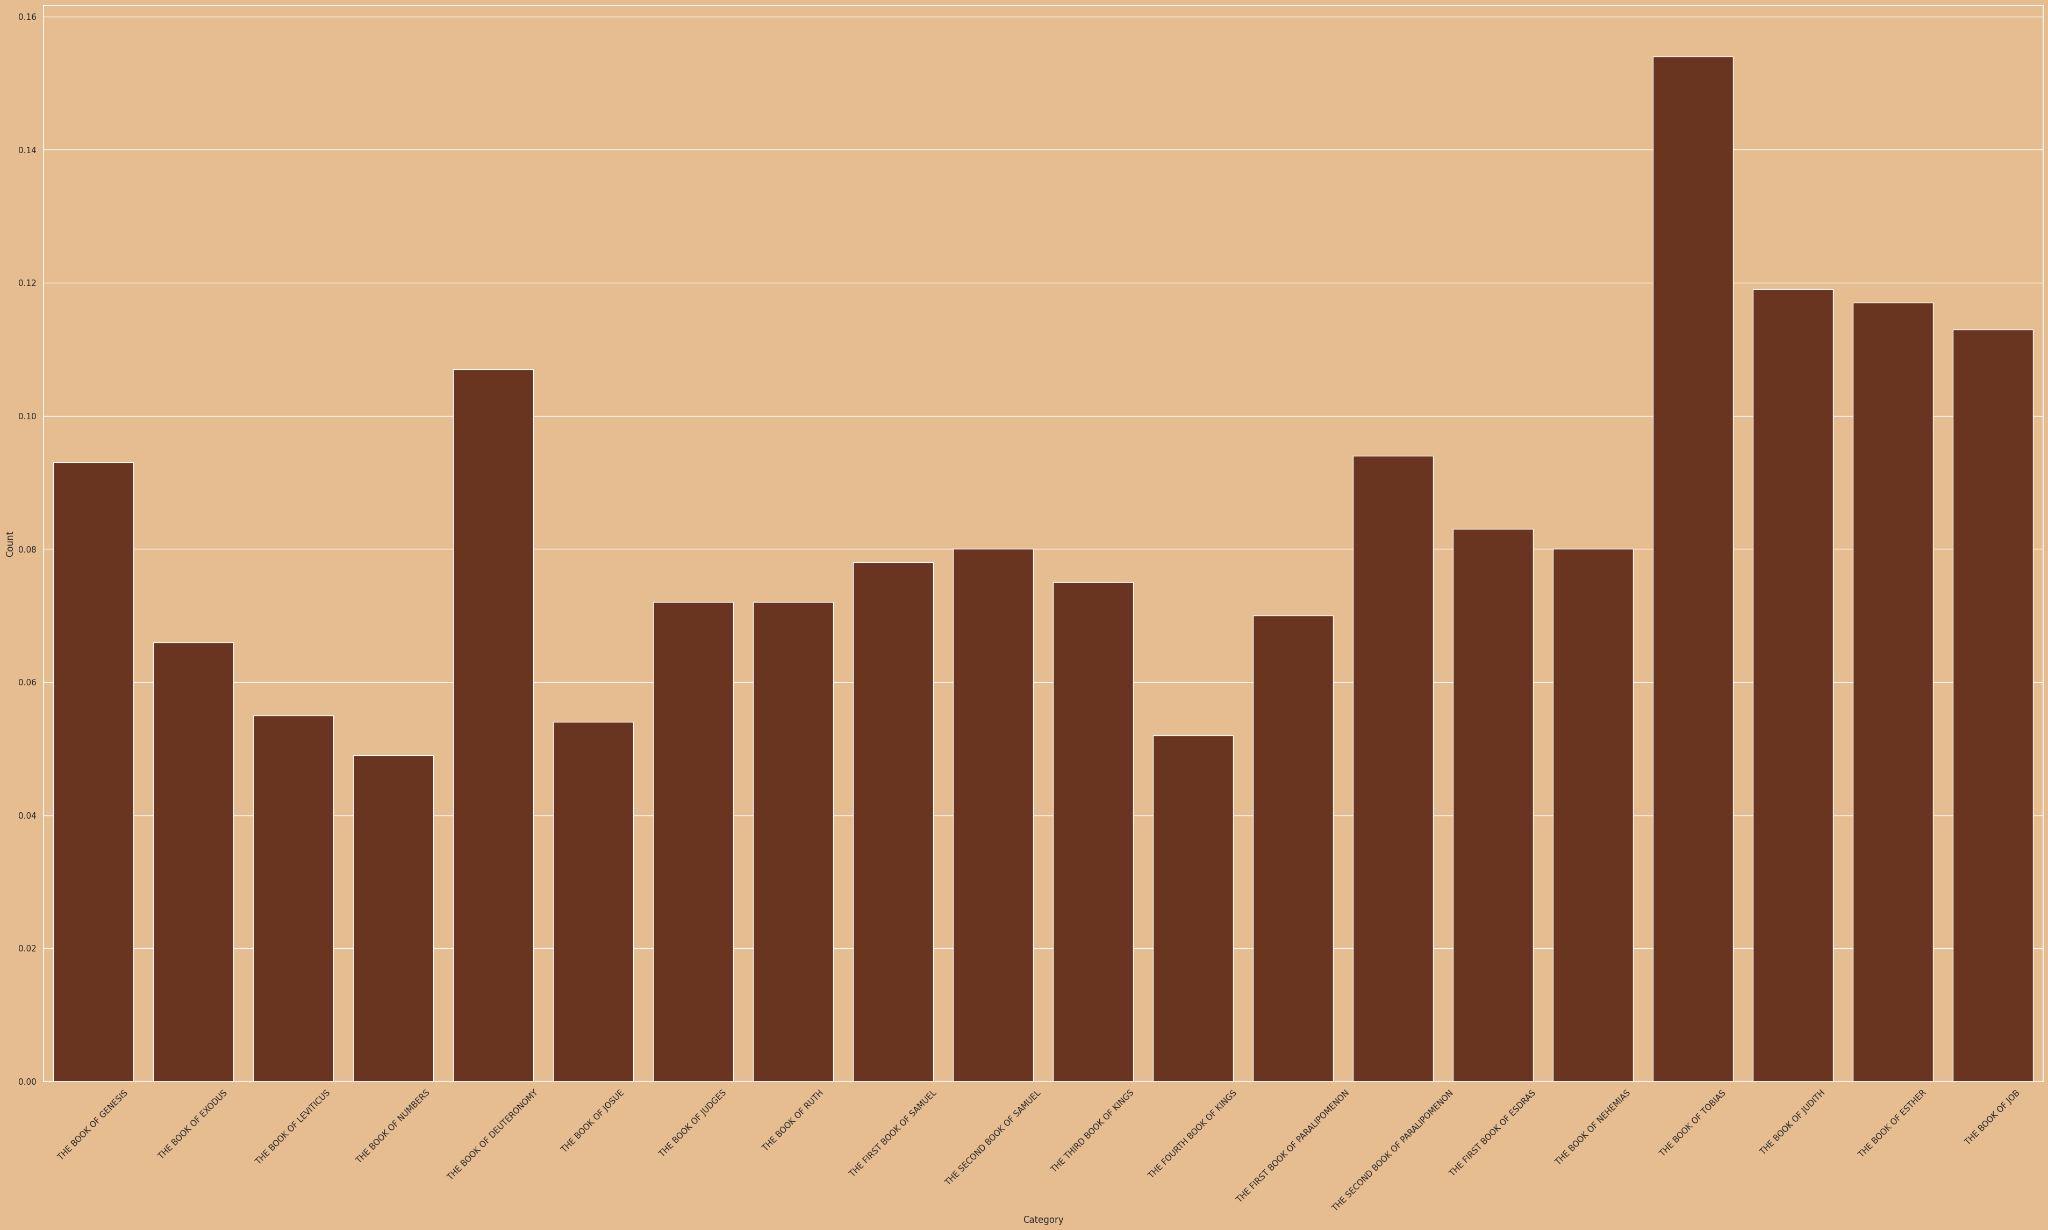 0.16
0.14
0.12
0.10
0.08
0.06
0.04
0.02
0.00
Count
THE BOOK OF GENESIS
THE BOOK OF EXODUS
THE BOOK OF LEVITICUS
THE BOOK OF NUMBERS
THE BOOK OF DEUTERONOMY
THE BOOK OF JOSUE
THE BOOK OF JUDGES
THE BOOK OF RUTH
THE FIRST BOOK OF SAMUEL
THE SECOND BOOK OF SAMUEL
THE THIRD BOOK OF KINGS
THE FOURTH BOOK OF KINGS
THE FIRST BOOK OF PARALIPOMENON
THE SECOND BOOK OF PARALIPOMENON
THE FIRST BOOK OF ESDRAS
THE BOOK OF NEHEMIAS
THE BOOK OF TOBIAS
THE BOOK OF JUDITH
THE BOOK OF ESTHER
THE BOOK OF JOB
Category